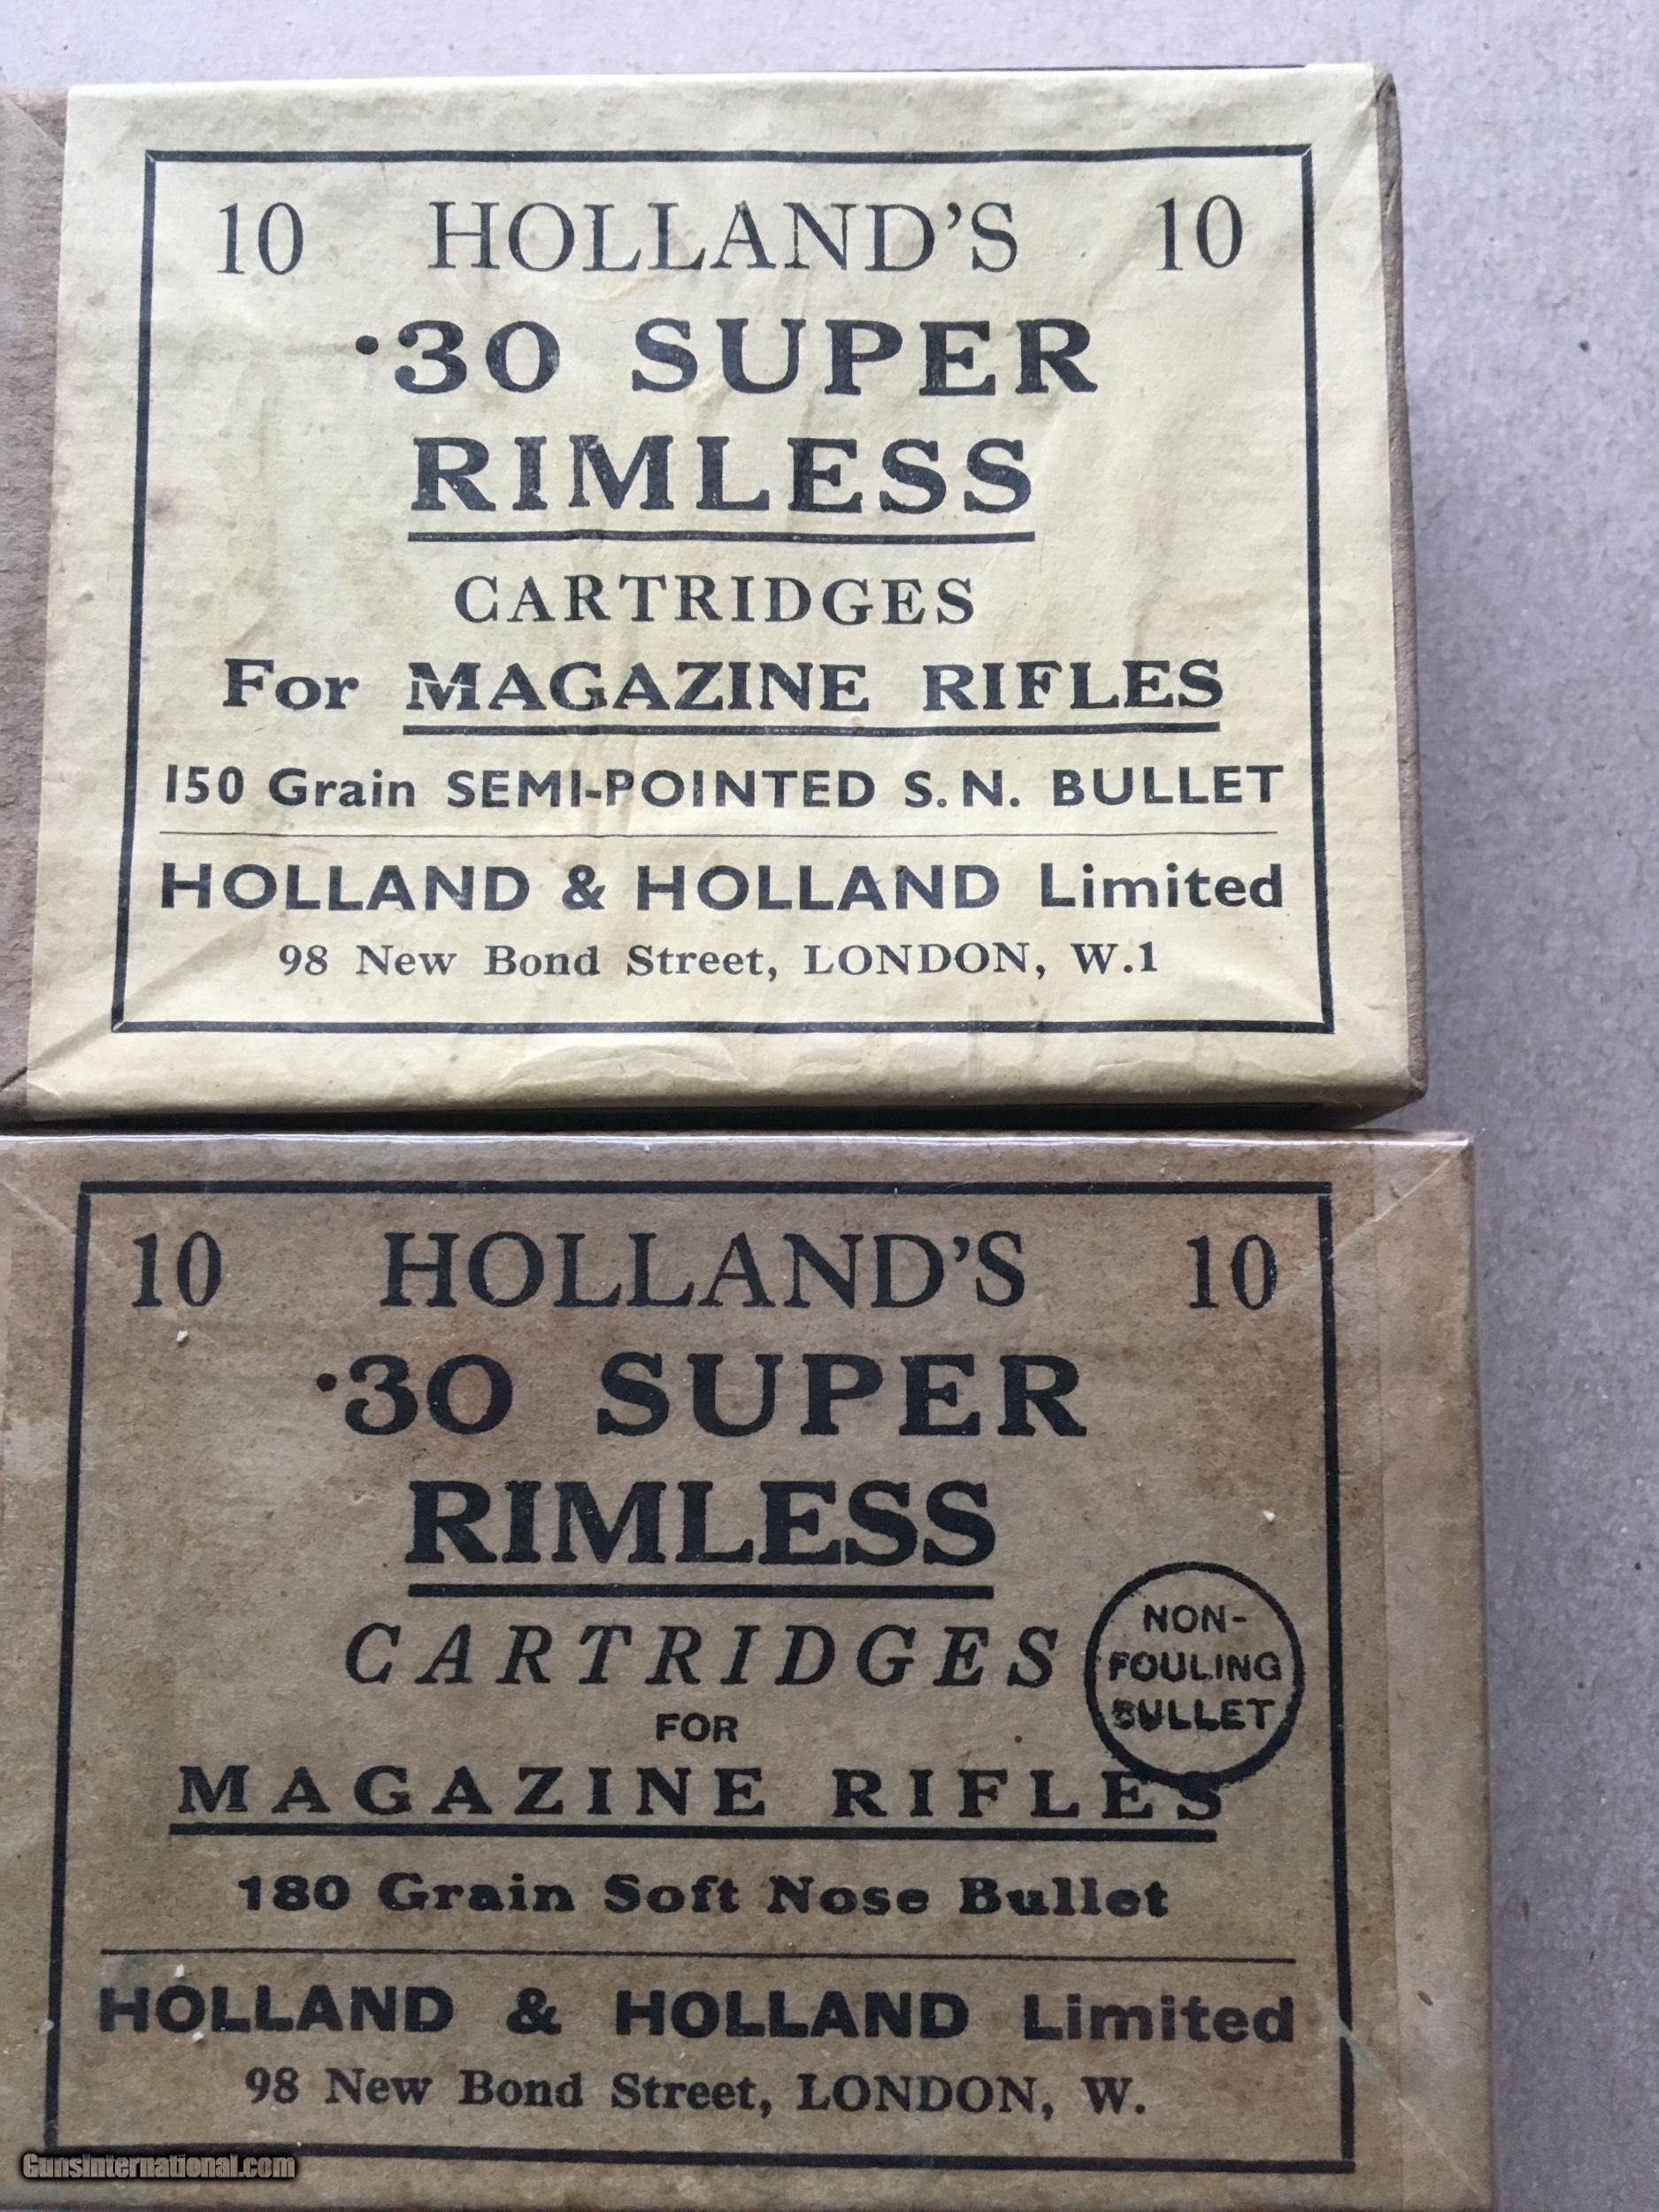 10 HOLLAND'S 10
·30 SUPER
RIMLESS
CARTRIDGES
For MAGAZINE RIFLES
150 Grain SEMI-POINTED S.N. BULLET
HOLLAND & HOLLAND Limited
98 New Bond Street, LONDON, W.1
10 HOLLAND'S 10
·30 SUPER
RIMLESS
CARTRIDGES
NON-
FOULING
BULLET
FOR
MAGAZINE RIFLES
180 Grain Soft Nose Bullet
HOLLAND & HOLLAND Limited
98 New Bond Street, LONDON, W.
GunsInternational.com